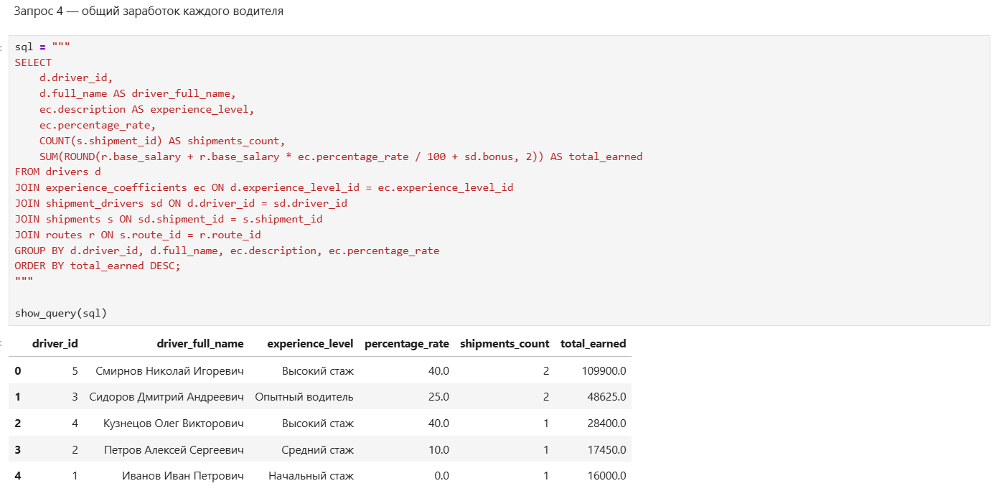 Запрос 4 — общий заработок каждого водителя
sql = """
SELECT
    d.driver_id,
    d.full_name AS driver_full_name,
    ec.description AS experience_level,
    ec.percentage_rate,
    COUNT(s.shipment_id) AS shipments_count,
    SUM(ROUND(r.base_salary + r.base_salary * ec.percentage_rate / 100 + sd.bonus, 2)) AS total_earned
FROM drivers d
JOIN experience_coefficients ec ON d.experience_level_id = ec.experience_level_id
JOIN shipment_drivers sd ON d.driver_id = sd.driver_id
JOIN shipments s ON sd.shipment_id = s.shipment_id
JOIN routes r ON s.route_id = r.route_id
GROUP BY d.driver_id, d.full_name, ec.description, ec.percentage_rate
ORDER BY total_earned DESC;
"""
show_query(sql)
driver_id driver_full_name experience_level percentage_rate shipments_count total_earned
0 5 Смирнов Николай Игоревич Высокий стаж 40.0 2 109900.0
1 3 Сидоров Дмитрий Андреевич Опытный водитель 25.0 2 48625.0
2 4 Кузнецов Олег Викторович Высокий стаж 40.0 1 28400.0
3 2 Петров Алексей Сергеевич Средний стаж 10.0 1 17450.0
4 1 Иванов Иван Петрович Начальный стаж 0.0 1 16000.0